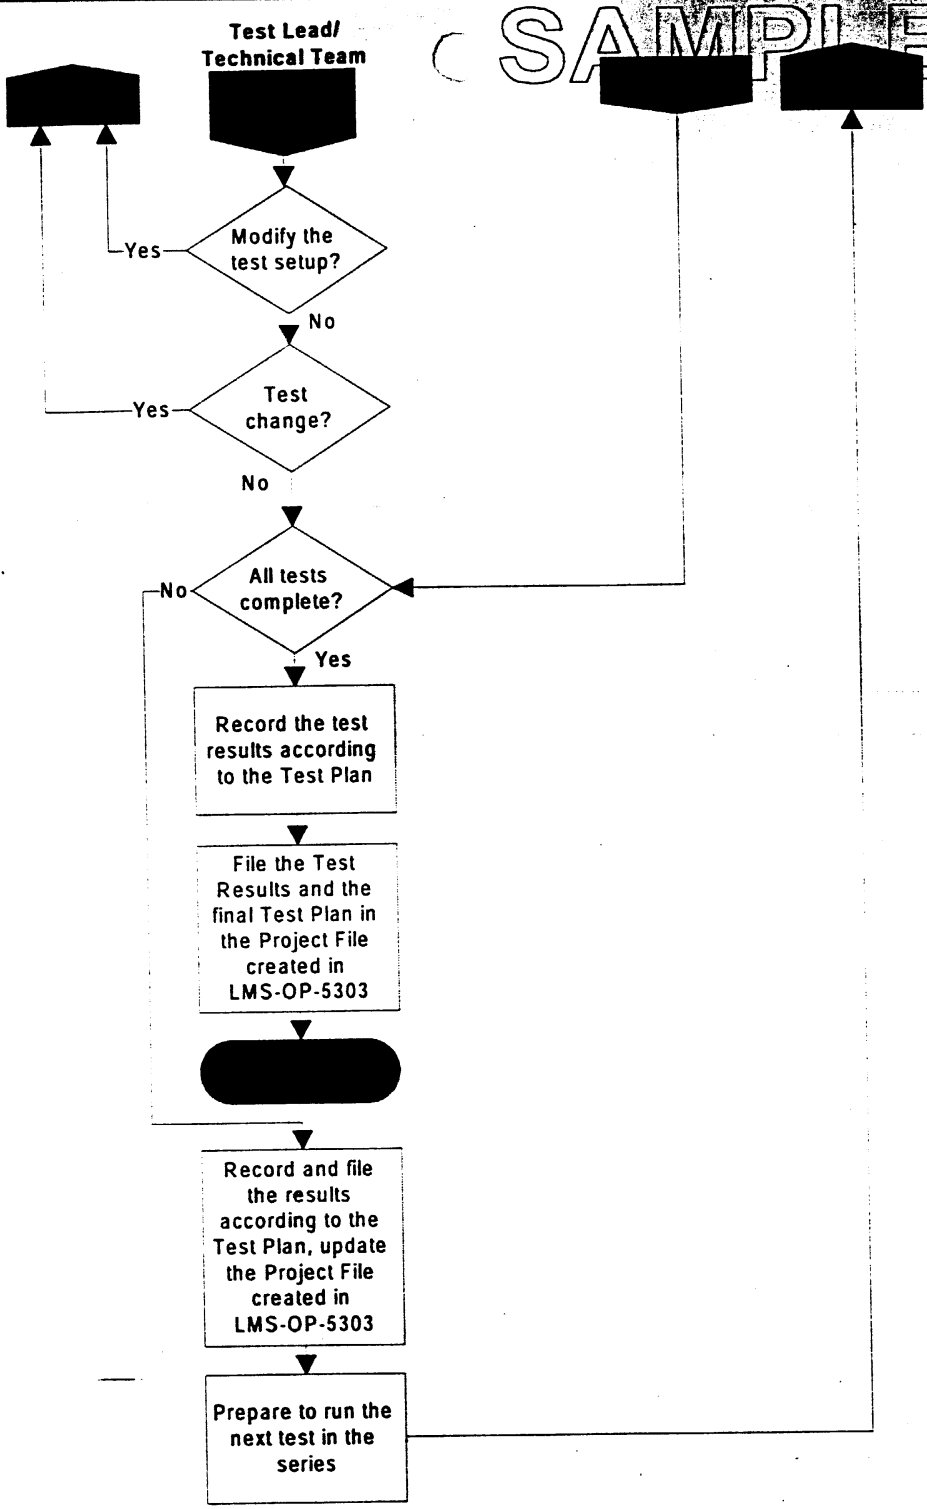 SAMPLE
Test Lead/
Technical Team
Modify the
test setup?
Yes
No
Test
change?
Yes
No
All tests
complete?
No
Yes
Record the test
results according
to the Test Plan
File the Test
Results and the
final Test Plan in
the Project File
created in
LMS-OP-5303
Record and file
the results
according to the
Test Plan, update
the Project File
created in
LMS-OP-5303
Prepare to run the
next test in the
series